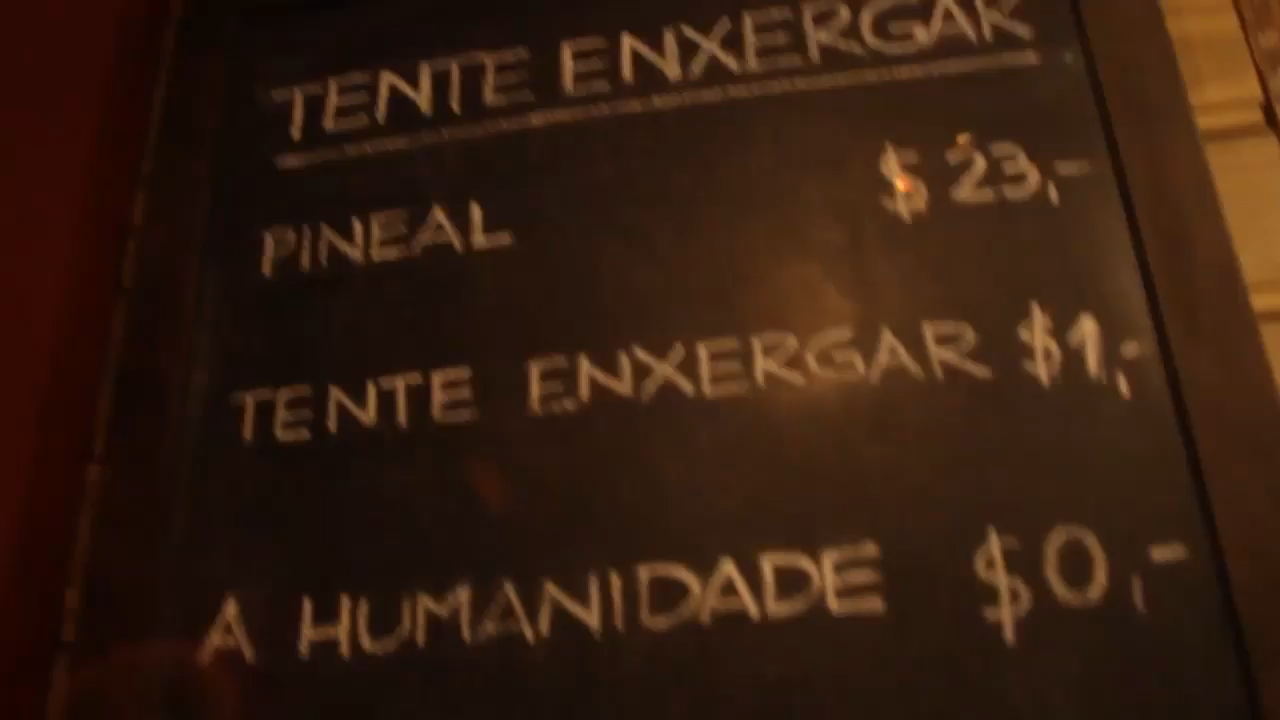 TENTE ENXERGAR
PINEAL $23,-
TENTE ENXERGAR $1,-
A HUMANIDADE $0,-